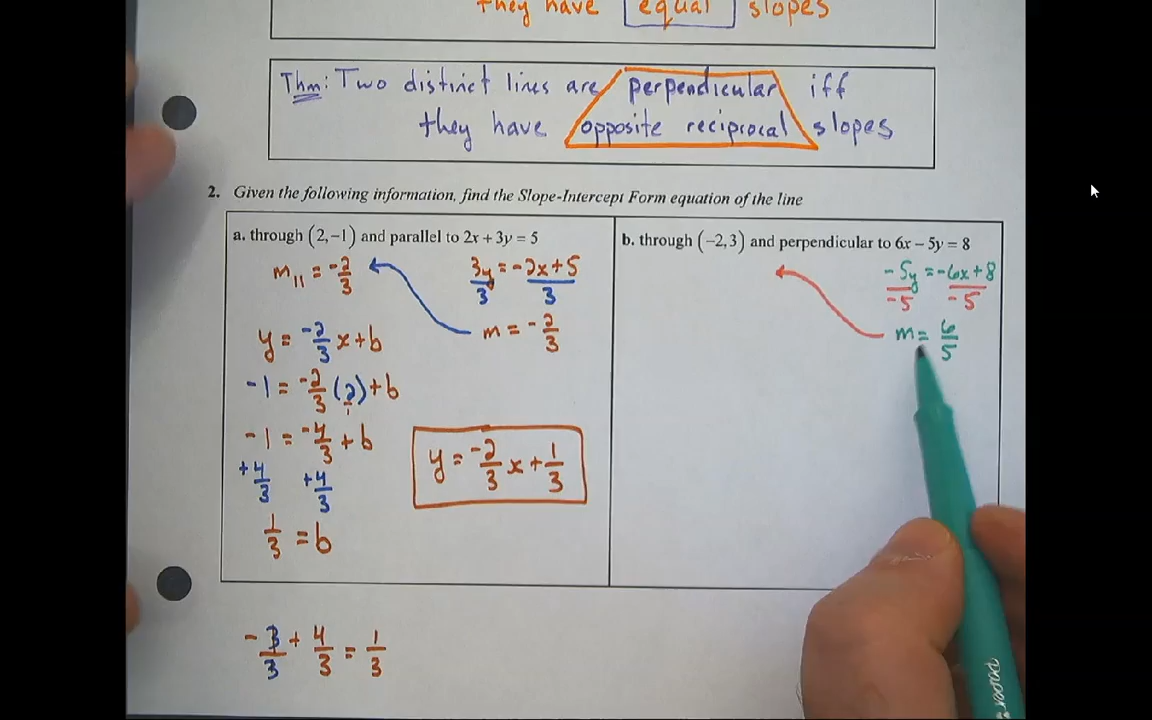 they have equal slopes
Thm: Two distinct lines are perpendicular iff
they have opposite reciprocal slopes
2. Given the following information, find the Slope-Intercept Form equation of the line
a. through (2,−1) and parallel to 2x + 3y = 5
m₁₁ = -2/3
3y = -2x+5
3 3
m = -2/3
y = -2/3 x + b
-1 = -2/3 (2) + b
1
-1 = -4/3 + b
+4/3 +4/3
1/3 = b
y = -2/3 x + 1/3
-3/3 + 4/3 = 1/3
b. through (−2,3) and perpendicular to 6x − 5y = 8
-5y = -6x+8
-5 -5
m = 6/5